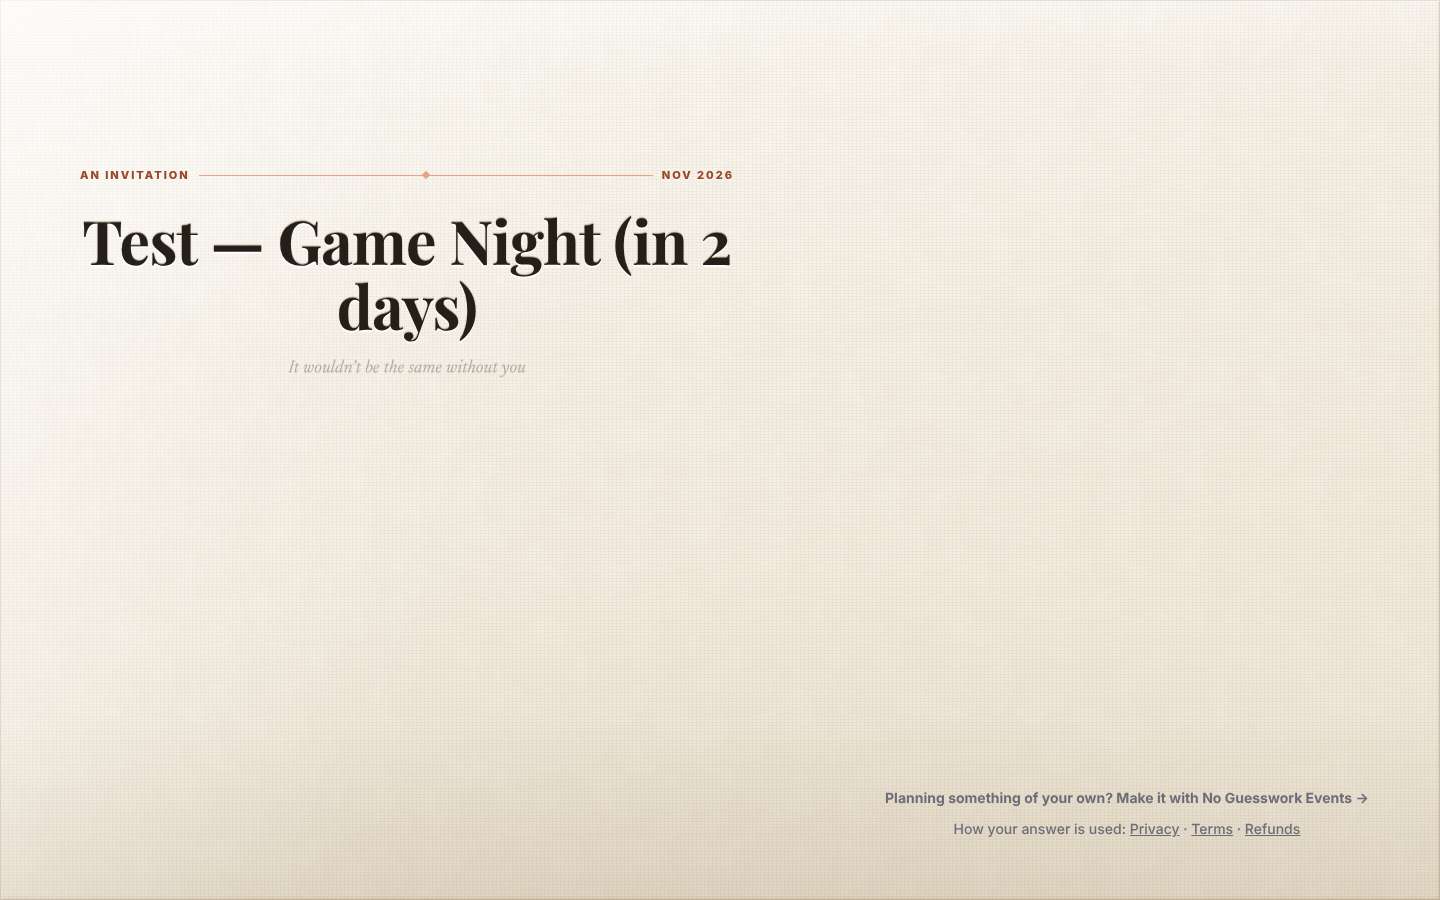 AN INVITATION NOV 2026
Test — Game Night (in 2
days)
It wouldn’t be the same without you
Planning something of your own? Make it with No Guesswork Events →
How your answer is used: Privacy · Terms · Refunds